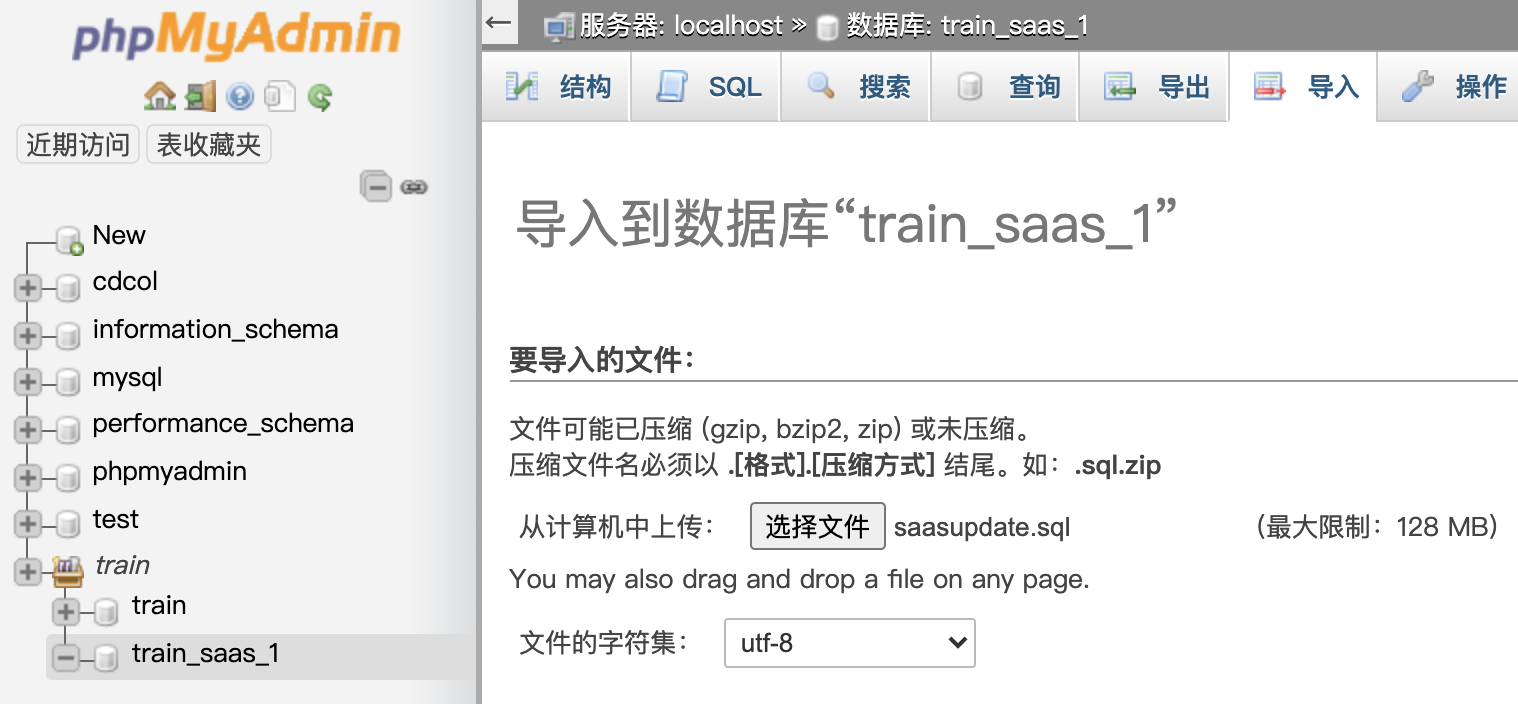 phpMyAdmin
近期访问 表收藏夹
New
cdcol
information_schema
mysql
performance_schema
phpmyadmin
test
train
train
train_saas_1
服务器: localhost » 数据库: train_saas_1
结构 SQL 搜索 查询 导出 导入 操作
导入到数据库“train_saas_1”
要导入的文件：
文件可能已压缩 (gzip, bzip2, zip) 或未压缩。
压缩文件名必须以 .[格式].[压缩方式] 结尾。如：.sql.zip
从计算机中上传： 选择文件 saasupdate.sql （最大限制：128 MB）
You may also drag and drop a file on any page.
文件的字符集： utf-8